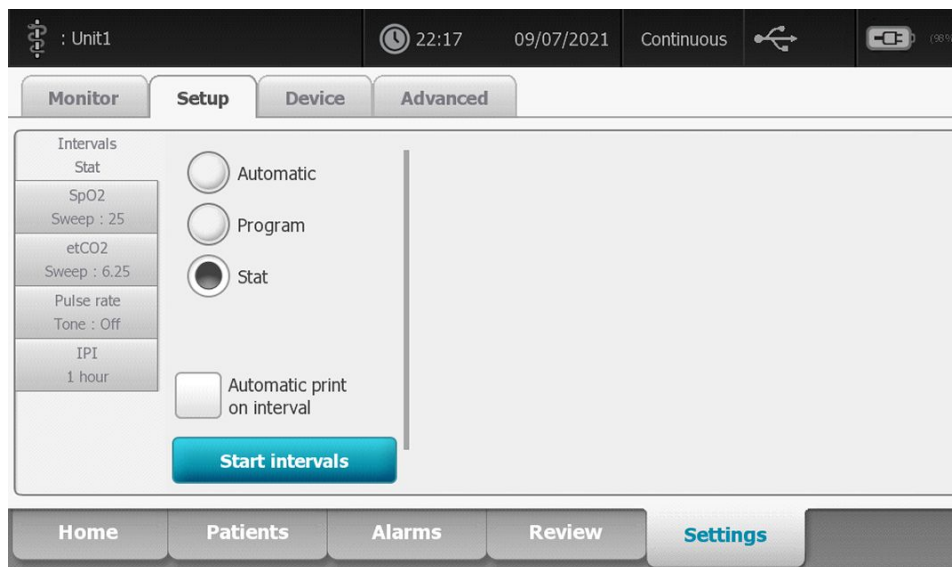 : Unit1
22:17
09/07/2021
Continuous
(98%
Monitor
Setup
Device
Advanced
Intervals
Stat
SpO2
Sweep : 25
etCO2
Sweep : 6.25
Pulse rate
Tone : Off
IPI
1 hour
Automatic
Program
Stat
Automatic print
on interval
Start intervals
Home
Patients
Alarms
Review
Settings